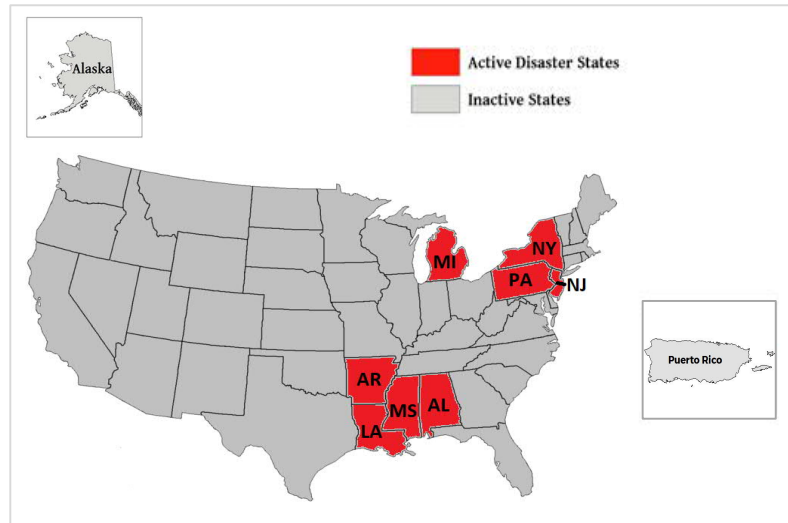 Alaska
Active Disaster States
Inactive States
MI
NY
PA
NJ
AR
MS
AL
LA
Puerto Rico